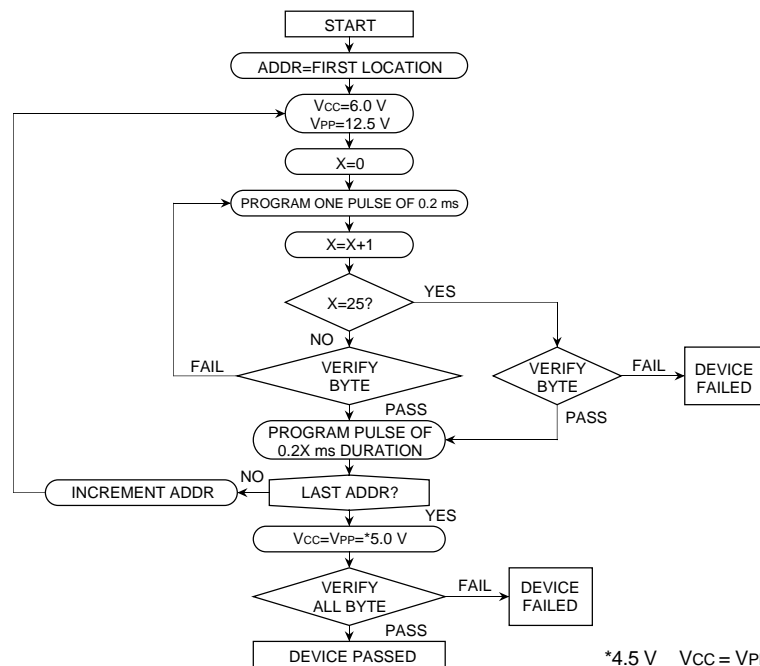 START
ADDR=FIRST LOCATION
VCC=6.0 V
VPP=12.5 V
X=0
PROGRAM ONE PULSE OF 0.2 ms
X=X+1
X=25?
YES
NO
FAIL
VERIFY
BYTE
PASS
VERIFY
BYTE
FAIL
DEVICE
FAILED
PASS
PROGRAM PULSE OF
0.2X ms DURATION
LAST ADDR?
NO
INCREMENT ADDR
YES
VCC=VPP=*5.0 V
VERIFY
ALL BYTE
FAIL
DEVICE
FAILED
PASS
DEVICE PASSED
*4.5 V VCC =